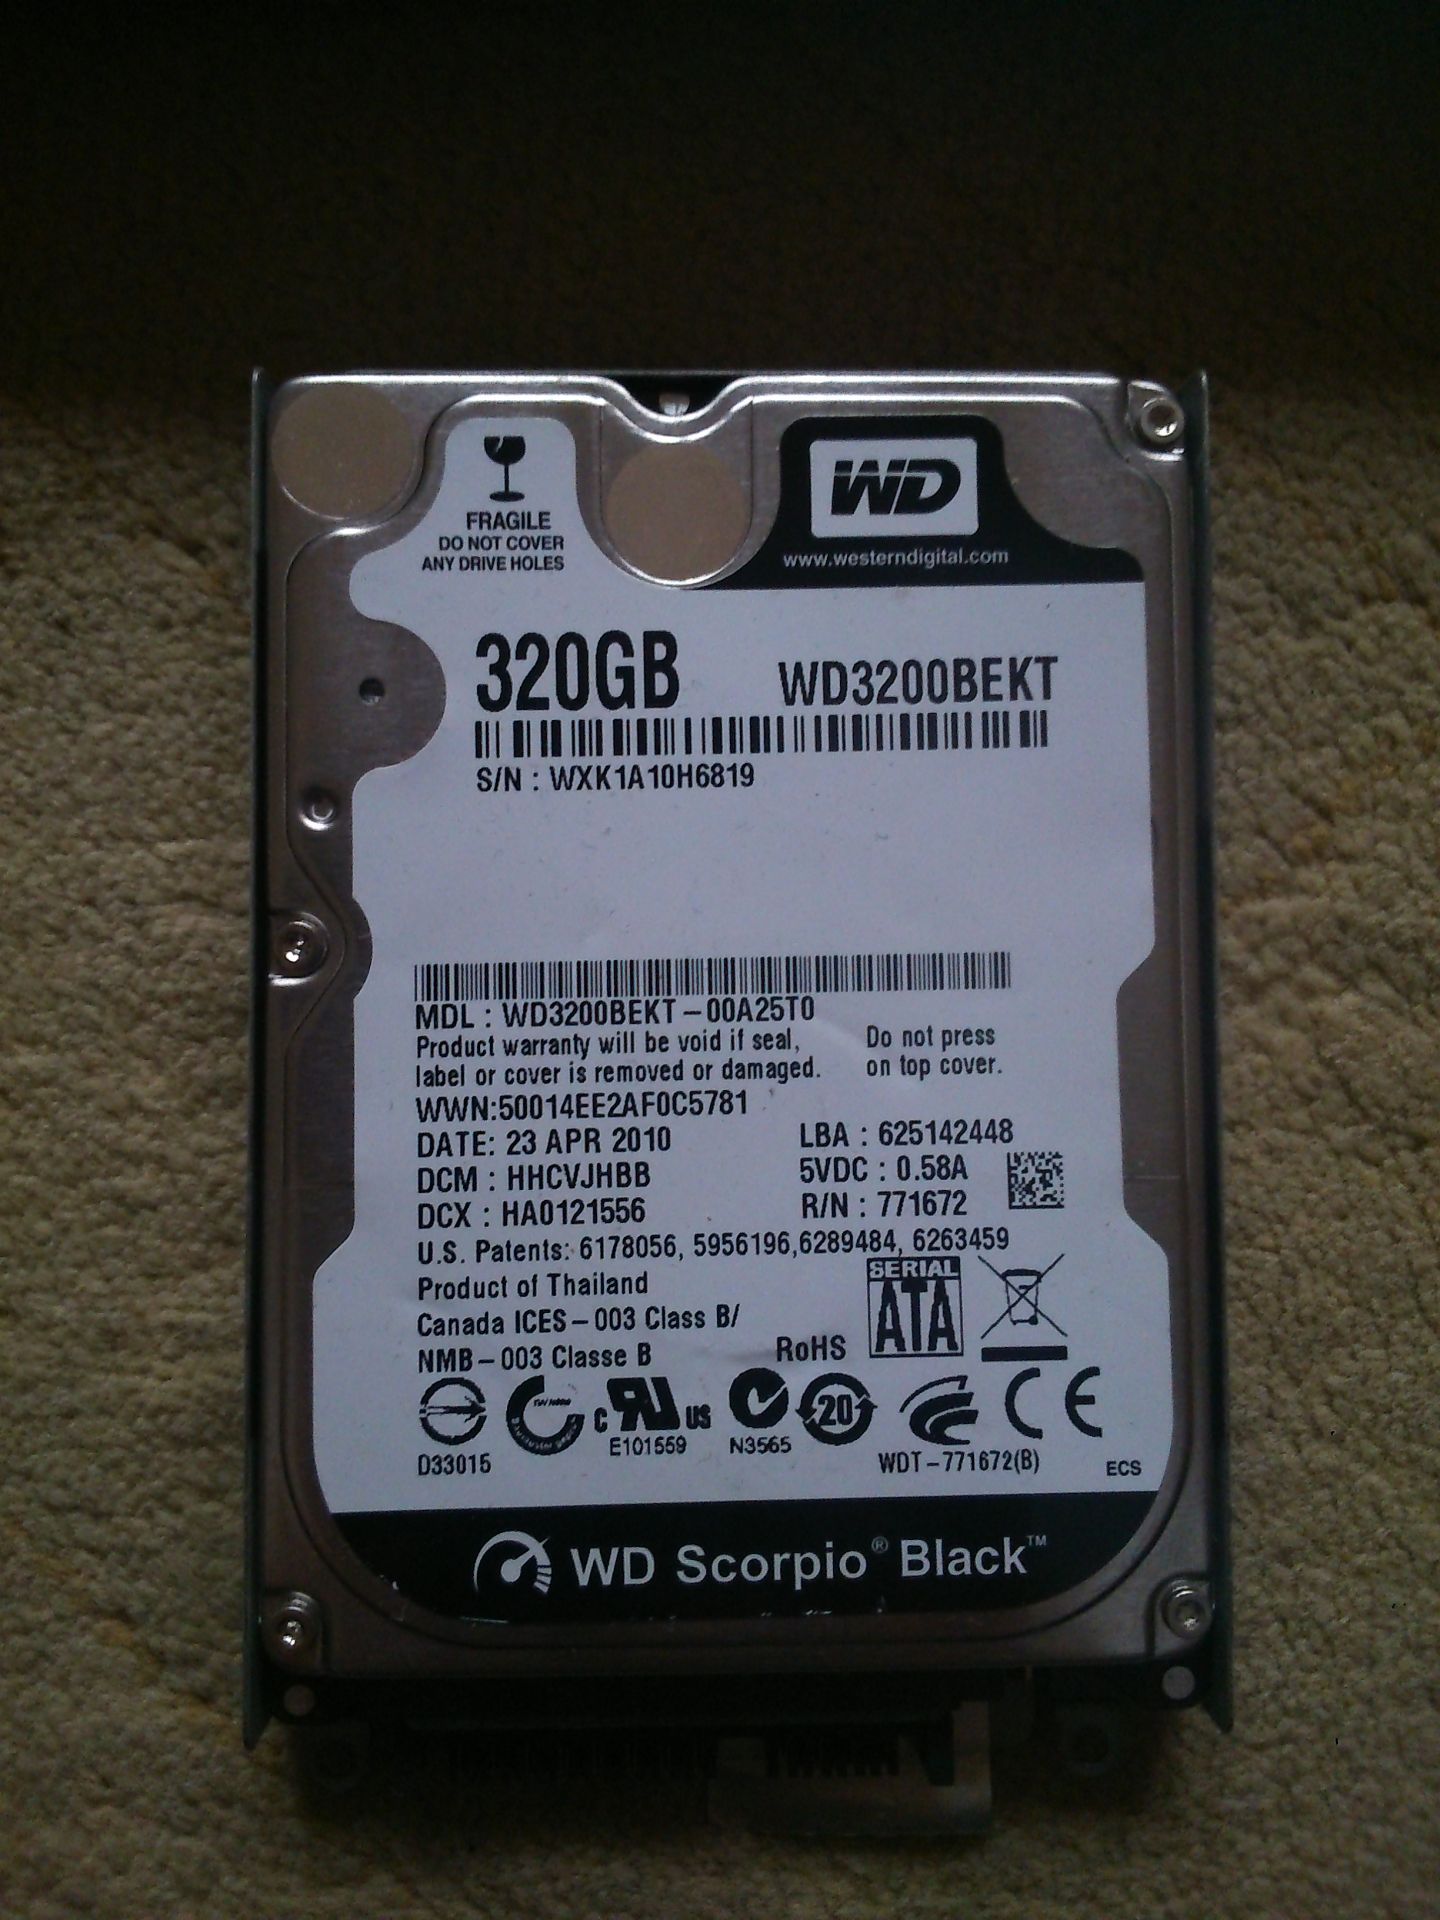 FRAGILE
DO NOT COVER
ANY DRIVE HOLES
WD
www.westerndigital.com
320GB WD3200BEKT
S/N : WXK1A10H6819
MDL : WD3200BEKT-00A25T0
Product warranty will be void if seal,
label or cover is removed or damaged.
Do not press
on top cover.
WWN:50014EE2AF0C5781
DATE: 23 APR 2010
DCM : HHCVJHBB
DCX : HA0121556
LBA : 625142448
5VDC : 0.58A
R/N : 771672
U.S. Patents: 6178056, 5956196,6289484, 6263459
Product of Thailand
Canada ICES-003 Class B/
NMB-003 Classe B
RoHS
SERIAL
ATA
D33015
C US
E101559
N3565
20
CE
WDT-771672(B)
ECS
WD Scorpio® Black™